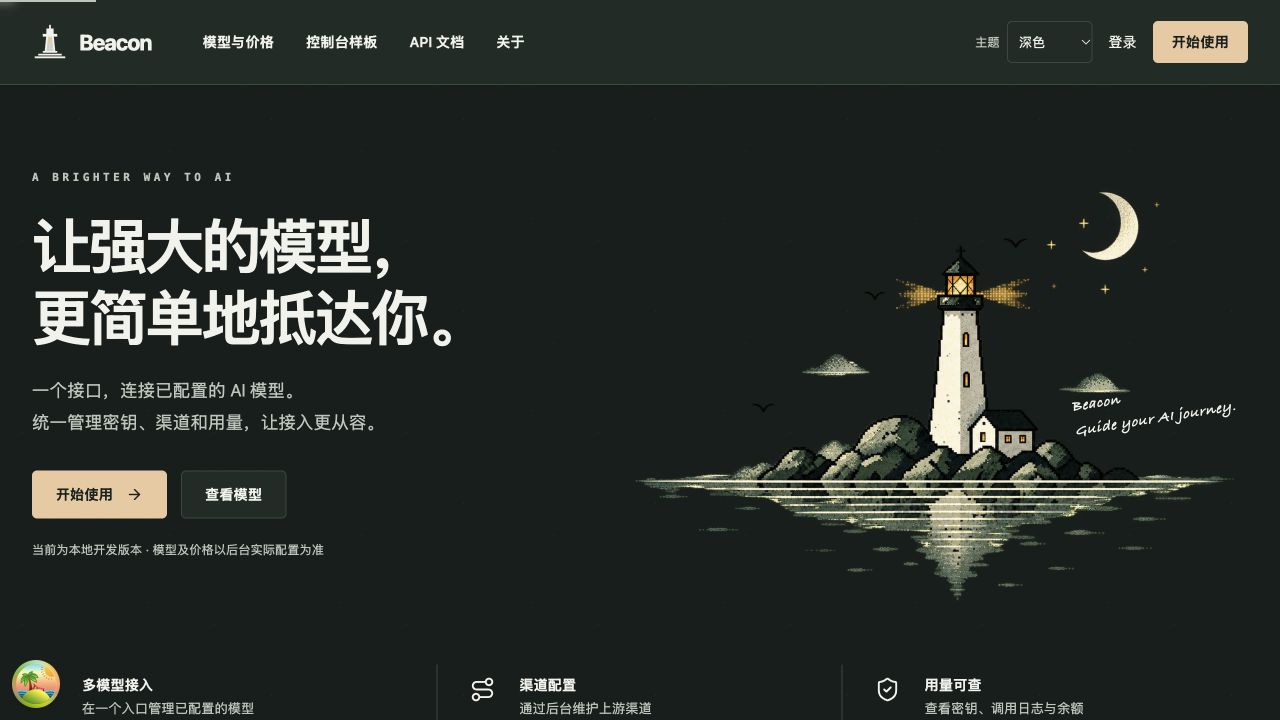 Beacon
模型与价格
控制台样板
API 文档
关于
主题
深色
登录
开始使用
A BRIGHTER WAY TO AI
让强大的模型，
更简单地抵达你。
一个接口，连接已配置的 AI 模型。
统一管理密钥、渠道和用量，让接入更从容。
开始使用 →
查看模型
当前为本地开发版本 · 模型及价格以后台实际配置为准
Beacon
Guide your AI journey.
多模型接入
在一个入口管理已配置的模型
渠道配置
通过后台维护上游渠道
用量可查
查看密钥、调用日志与余额